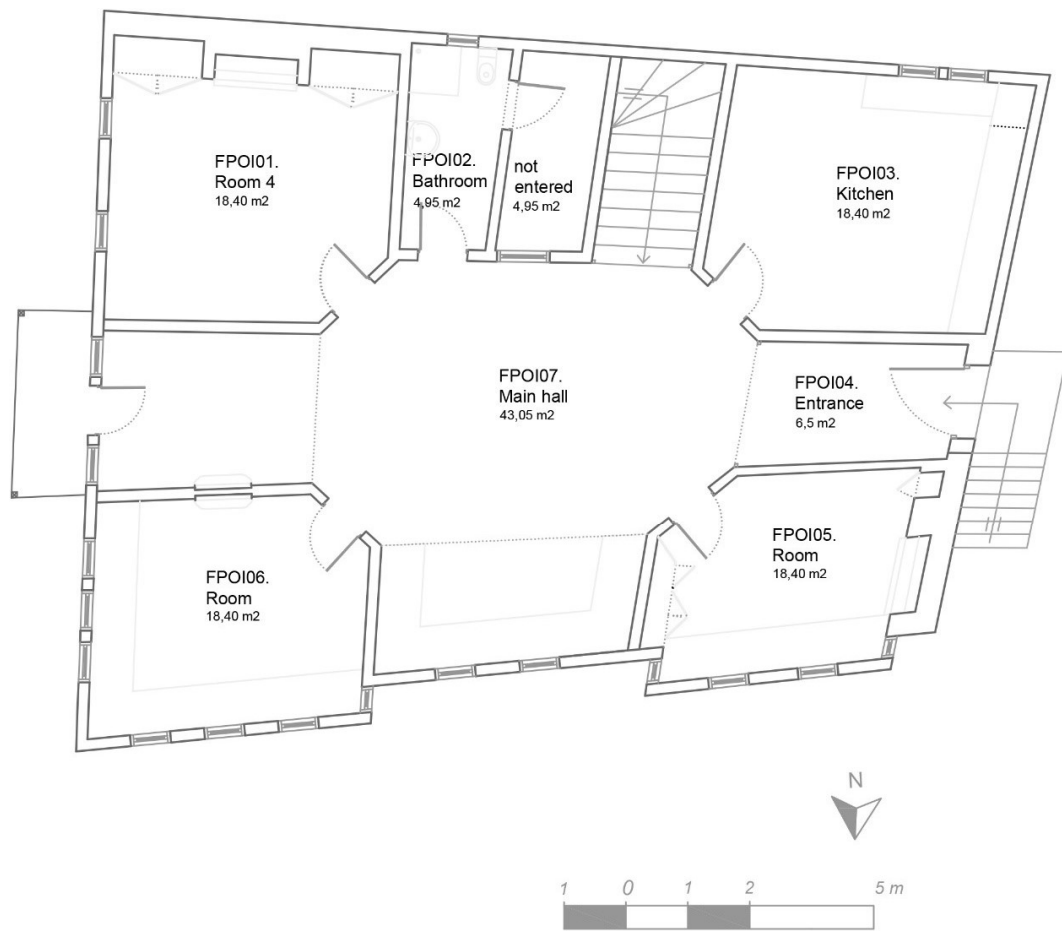 FPOI01.
Room 4
18,40 m2
FPOI02.
Bathroom
4,95 m2
not
entered
4,95 m2
FPOI03.
Kitchen
18,40 m2
FPOI07.
Main hall
43,05 m2
FPOI04.
Entrance
6,5 m2
FPOI06.
Room
18,40 m2
FPOI05.
Room
18,40 m2
N
1 0 1 2 5 m